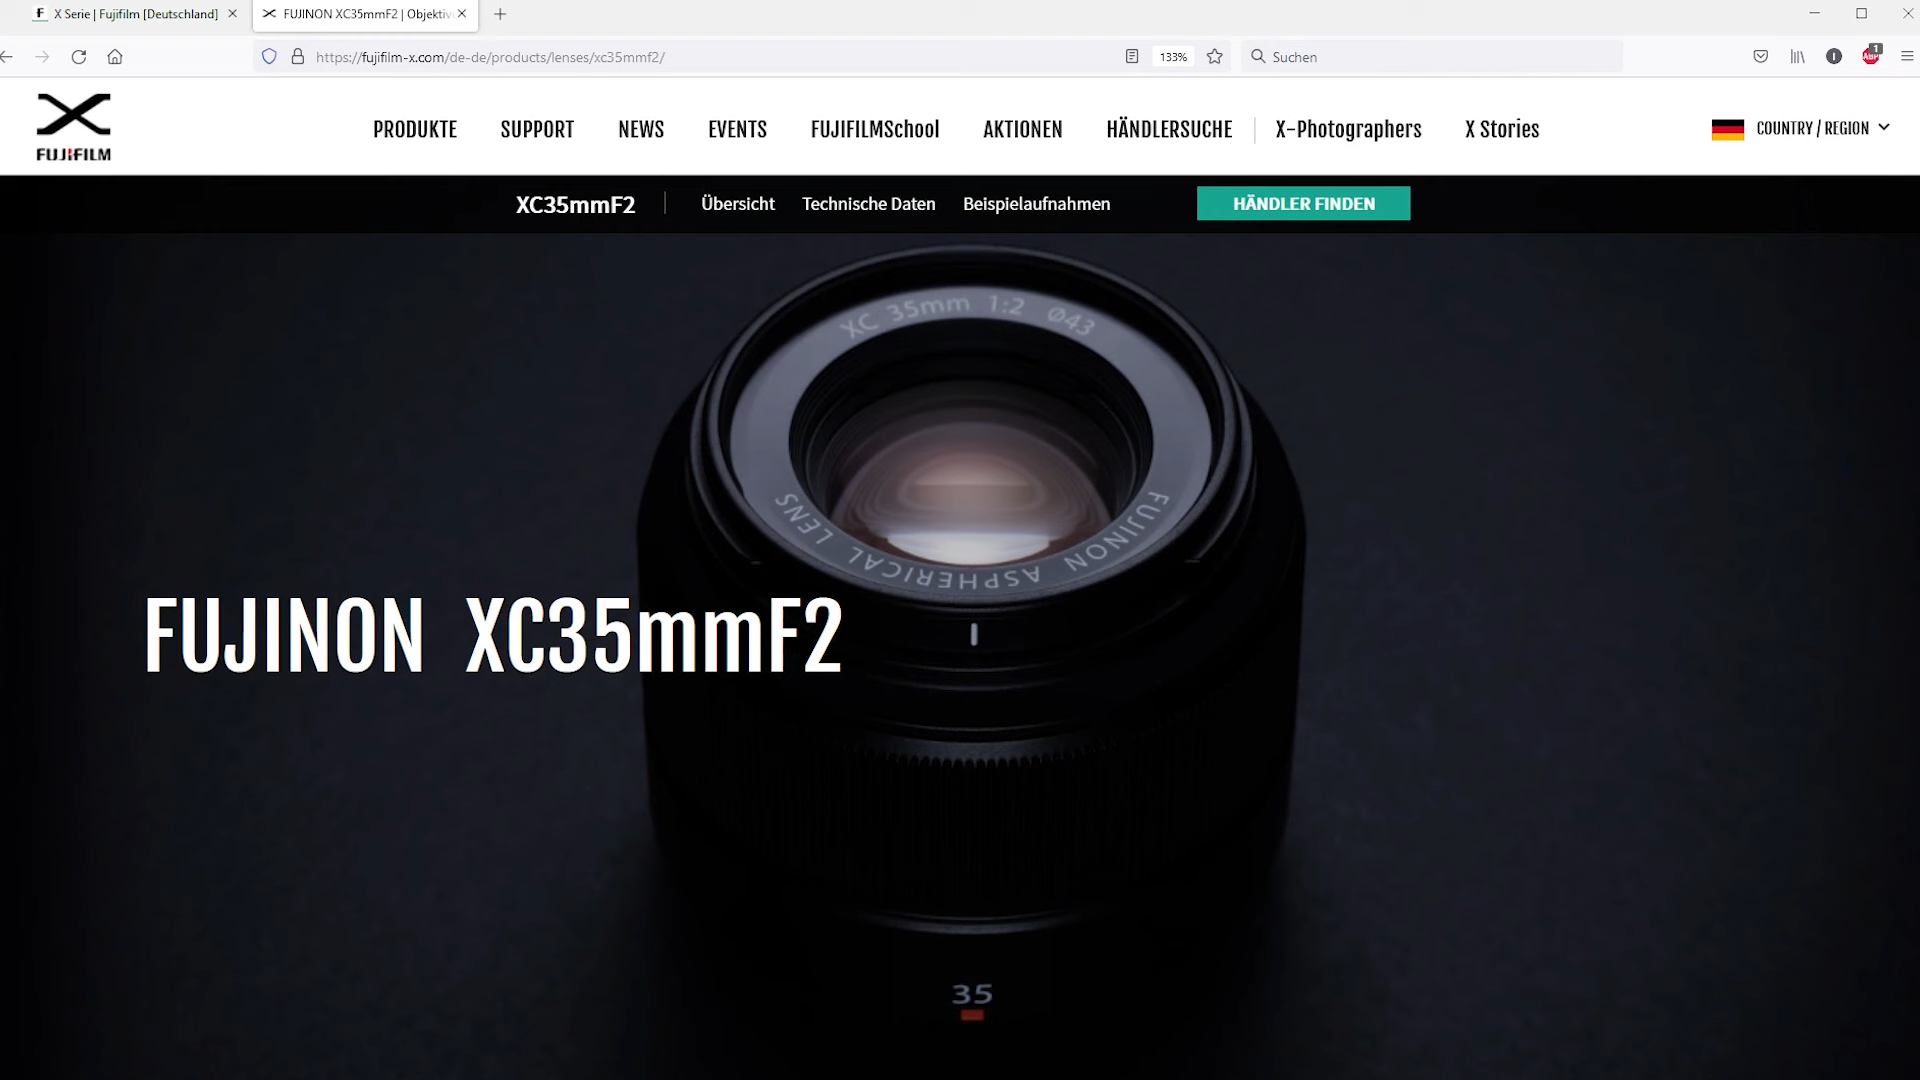 X Serie | Fujifilm [Deutschland]
FUJINON XC35mmF2 | Objektiv
https://fujifilm-x.com/de-de/products/lenses/xc35mmf2/
133%
Suchen
1
ABP
FUJIFILM
PRODUKTE
SUPPORT
NEWS
EVENTS
FUJIFILMSchool
AKTIONEN
HÄNDLERSUCHE
X-Photographers
X Stories
COUNTRY / REGION
XC35mmF2
Übersicht
Technische Daten
Beispielaufnahmen
HÄNDLER FINDEN
XC 35mm 1:2 Ø43
FUJINON ASPHERICAL LENS
FUJINON XC35mmF2
35